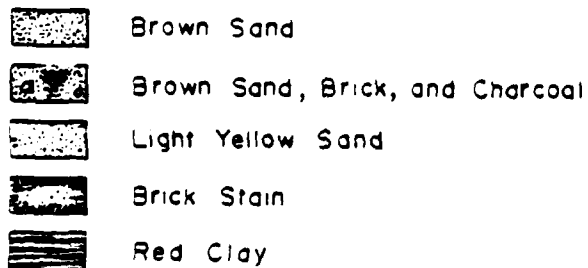 Brown Sand
Brown Sand, Brick, and Charcoal
Light Yellow Sand
Brick Stain
Red Clay